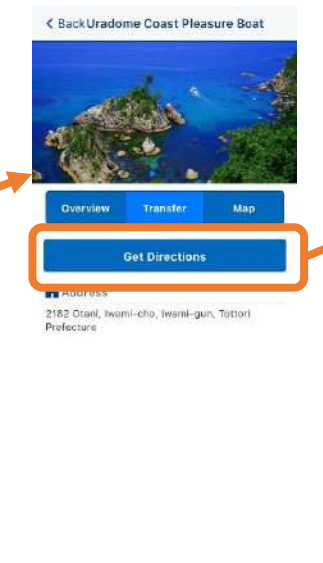 < Back Uradome Coast Pleasure Boat
Overview Transfer Map
Get Directions
Address
2182 Otani, Iwami-cho, Iwami-gun, Tottori
Prefecture